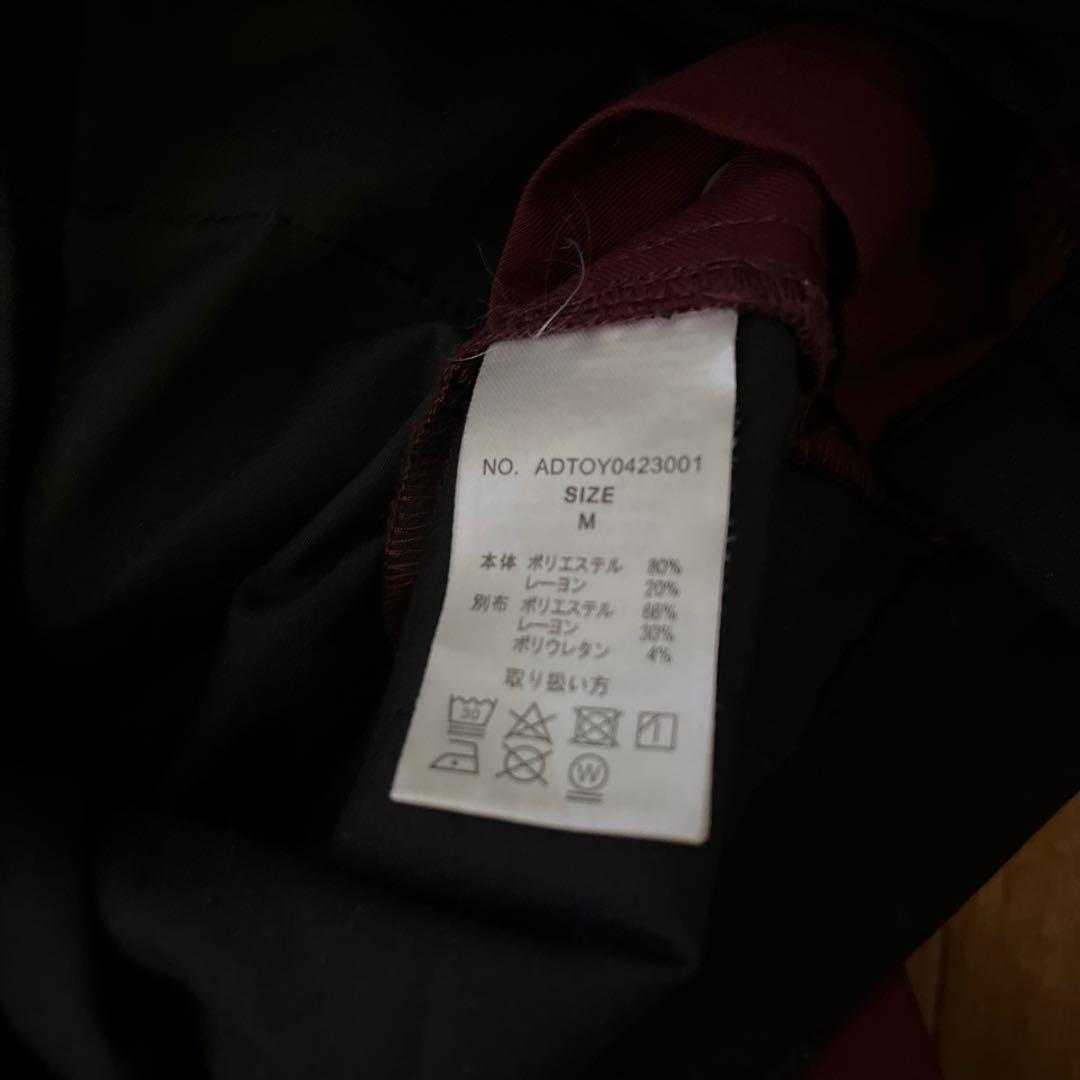 NO. ADTOY0423001
SIZE
M
本体 ポリエステル 80%
レーヨン 20%
別布 ポリエステル 66%
レーヨン 30%
ポリウレタン 4%
取り扱い方
30
W